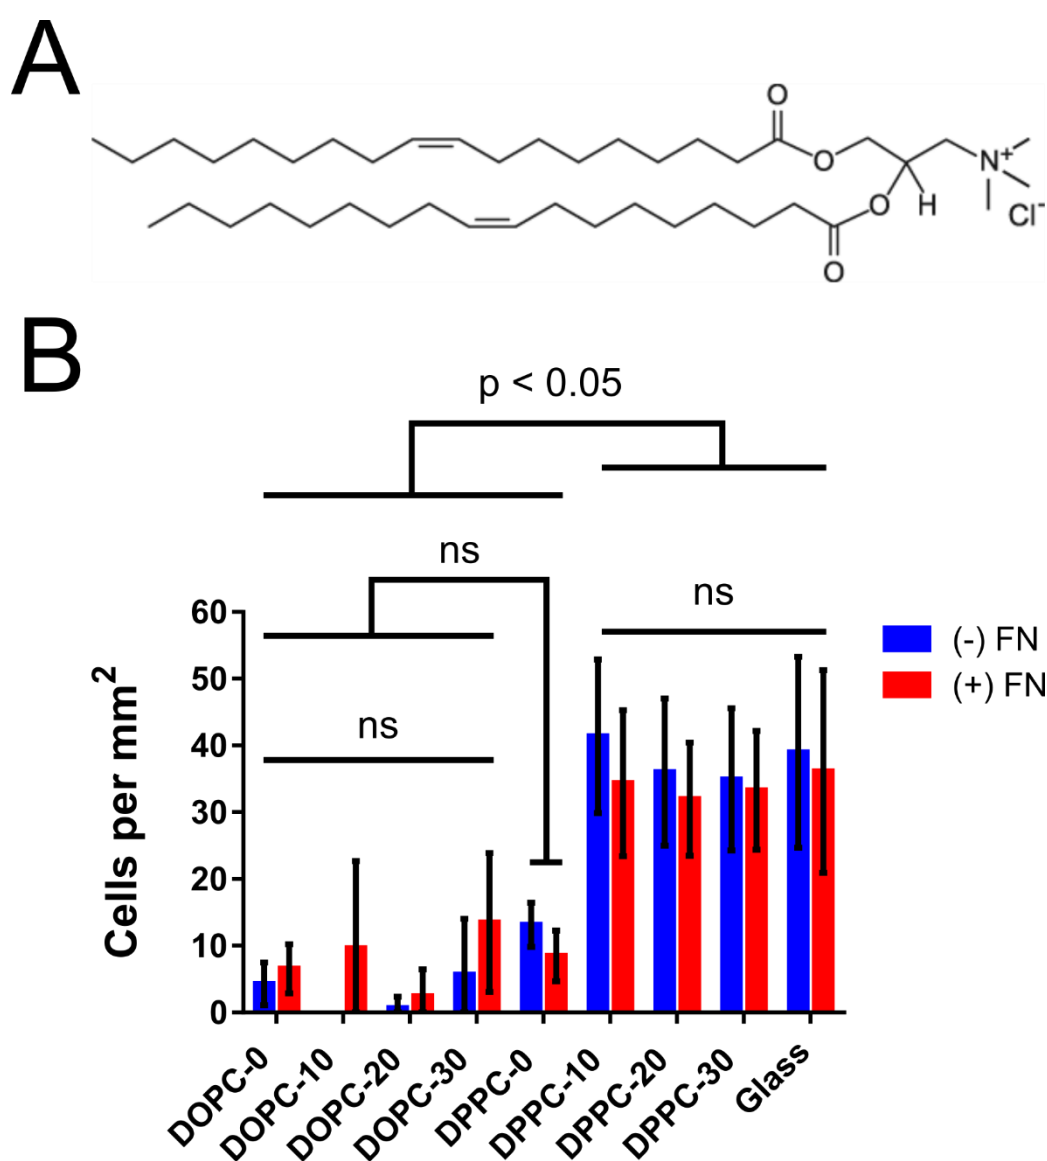 A
O
O
N+
O
H
Cl-
O
B
p < 0.05
ns
ns
ns
60
50
40
30
20
10
0
Cells per mm2
(-) FN
(+) FN
DOPC-0
DOPC-10
DOPC-20
DOPC-30
DPPC-0
DPPC-10
DPPC-20
DPPC-30
Glass